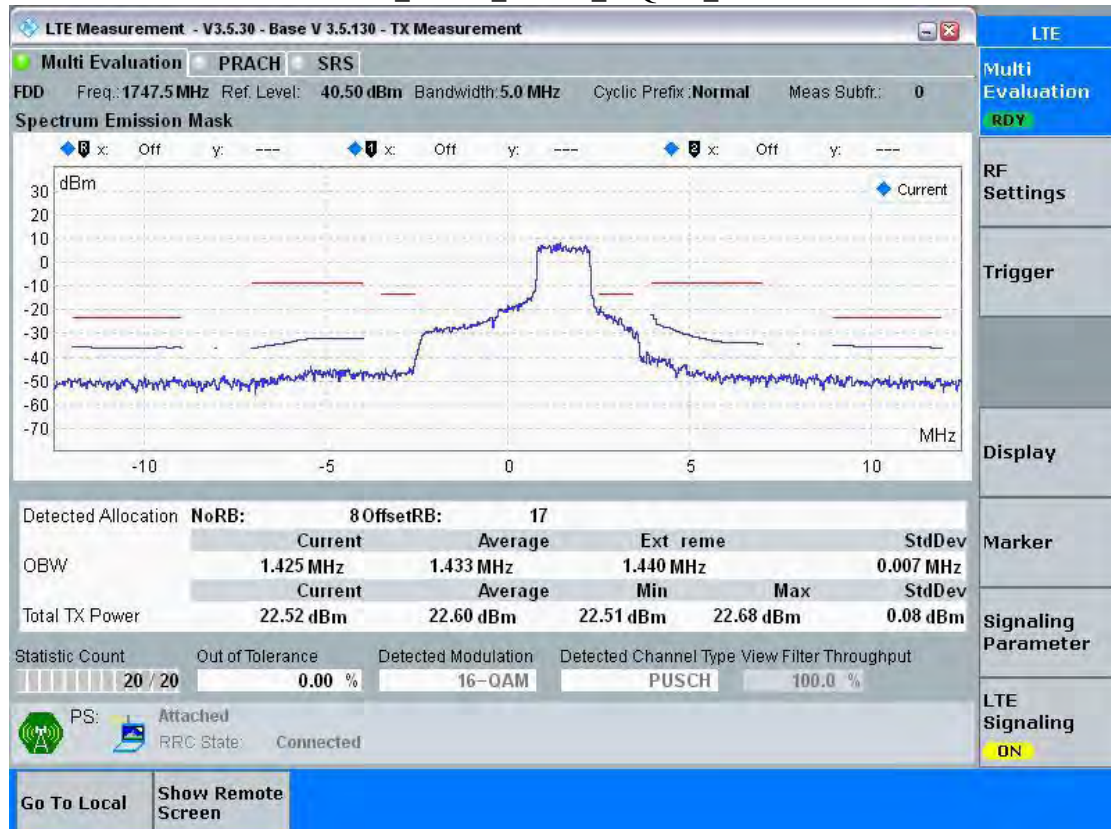 LTE Measurement - V3.5.30 - Base V 3.5.130 - TX Measurement
LTE
Multi Evaluation PRACH SRS
Multi Evaluation
RDY
FDD Freq.: 1747.5 MHz Ref. Level: 40.50 dBm Bandwidth: 5.0 MHz Cyclic Prefix : Normal Meas Subfr.: 0
Spectrum Emission Mask
R x: Off y: --- 1 x: Off y: --- 2 x: Off y: ---
dBm
Current
30
20
10
0
-10
-20
-30
-40
-50
-60
-70
MHz
-10 -5 0 5 10
RF Settings
Trigger
Display
Marker
Signaling Parameter
LTE Signaling
ON
Detected Allocation NoRB: 8 OffsetRB: 17
Current Average Ext reme StdDev
OBW 1.425 MHz 1.433 MHz 1.440 MHz 0.007 MHz
Current Average Min Max StdDev
Total TX Power 22.52 dBm 22.60 dBm 22.51 dBm 22.68 dBm 0.08 dBm
Statistic Count Out of Tolerance Detected Modulation Detected Channel Type View Filter Throughput
20 / 20 0.00 % 16-QAM PUSCH 100.0 %
PS: Attached
RRC State: Connected
Go To Local
Show Remote Screen